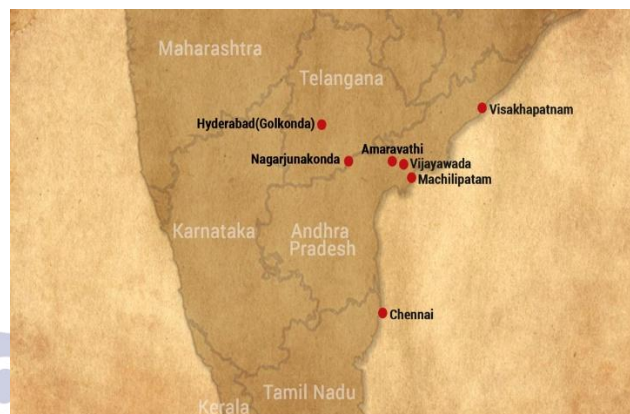 Maharashtra
Telangana
Visakhapatnam
Hyderabad(Golkonda)
Amaravathi
Nagarjunakonda
Vijayawada
Machilipatam
Karnataka
Andhra
Pradesh
Chennai
Tamil Nadu
Kerala